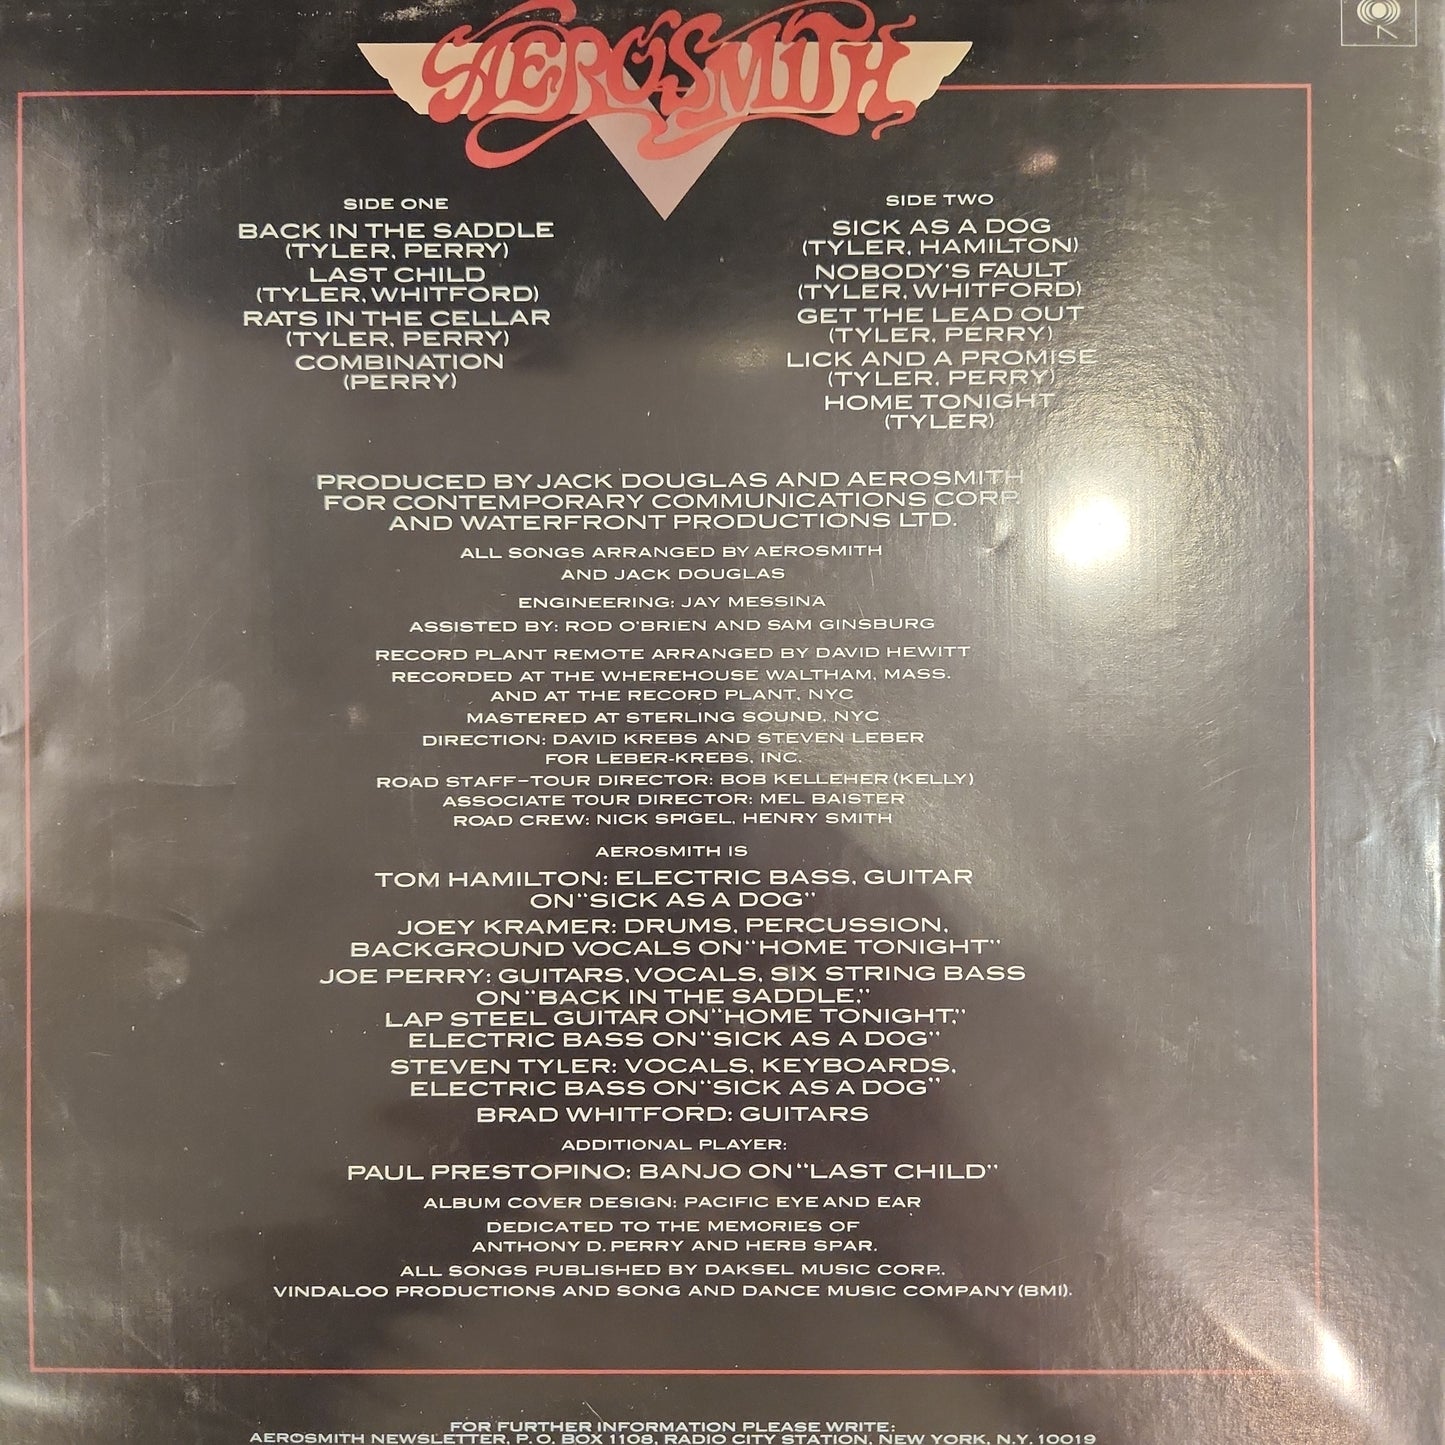 AEROSMITH
SIDE ONE
BACK IN THE SADDLE
(TYLER, PERRY)
LAST CHILD
(TYLER, WHITFORD)
RATS IN THE CELLAR
(TYLER, PERRY)
COMBINATION
(PERRY)
SIDE TWO
SICK AS A DOG
(TYLER, HAMILTON)
NOBODY'S FAULT
(TYLER, WHITFORD)
GET THE LEAD OUT
(TYLER, PERRY)
LICK AND A PROMISE
(TYLER, PERRY)
HOME TONIGHT
(TYLER)
PRODUCED BY JACK DOUGLAS AND AEROSMITH
FOR CONTEMPORARY COMMUNICATIONS CORP.
AND WATERFRONT PRODUCTIONS LTD.
ALL SONGS ARRANGED BY AEROSMITH
AND JACK DOUGLAS
ENGINEERING: JAY MESSINA
ASSISTED BY: ROD O'BRIEN AND SAM GINSBURG
RECORD PLANT REMOTE ARRANGED BY DAVID HEWITT
RECORDED AT THE WHEREHOUSE WALTHAM, MASS.
AND AT THE RECORD PLANT, NYC
MASTERED AT STERLING SOUND, NYC
DIRECTION: DAVID KREBS AND STEVEN LEBER
FOR LEBER-KREBS, INC.
ROAD STAFF–TOUR DIRECTOR: BOB KELLEHER (KELLY)
ASSOCIATE TOUR DIRECTOR: MEL BAISTER
ROAD CREW: NICK SPIGEL, HENRY SMITH
AEROSMITH IS
TOM HAMILTON: ELECTRIC BASS, GUITAR
ON "SICK AS A DOG"
JOEY KRAMER: DRUMS, PERCUSSION,
BACKGROUND VOCALS ON "HOME TONIGHT"
JOE PERRY: GUITARS, VOCALS, SIX STRING BASS
ON "BACK IN THE SADDLE,"
LAP STEEL GUITAR ON "HOME TONIGHT,"
ELECTRIC BASS ON "SICK AS A DOG"
STEVEN TYLER: VOCALS, KEYBOARDS,
ELECTRIC BASS ON "SICK AS A DOG"
BRAD WHITFORD: GUITARS
ADDITIONAL PLAYER:
PAUL PRESTOPINO: BANJO ON "LAST CHILD"
ALBUM COVER DESIGN: PACIFIC EYE AND EAR
DEDICATED TO THE MEMORIES OF
ANTHONY D. PERRY AND HERB SPAR.
ALL SONGS PUBLISHED BY DAKSEL MUSIC CORP.,
VINDALOO PRODUCTIONS AND SONG AND DANCE MUSIC COMPANY (BMI).
FOR FURTHER INFORMATION PLEASE WRITE:
AEROSMITH NEWSLETTER, P.O. BOX 1108, RADIO CITY STATION, NEW YORK, N.Y. 10019